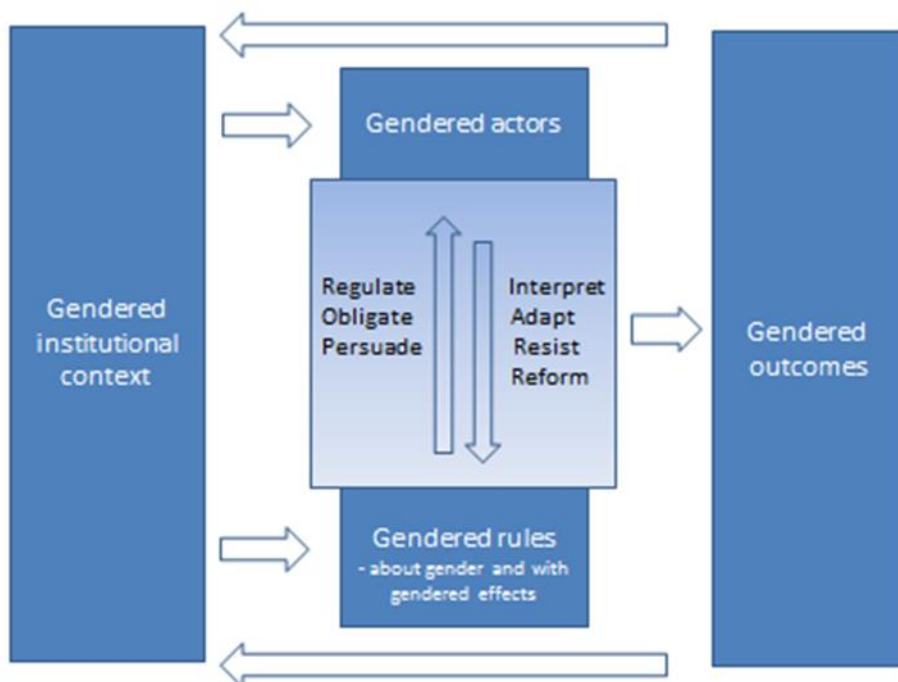 Gendered actors
Regulate
Obligate
Persuade
Interpret
Adapt
Resist
Reform
Gendered
institutional
context
Gendered
outcomes
Gendered rules
- about gender and with
gendered effects